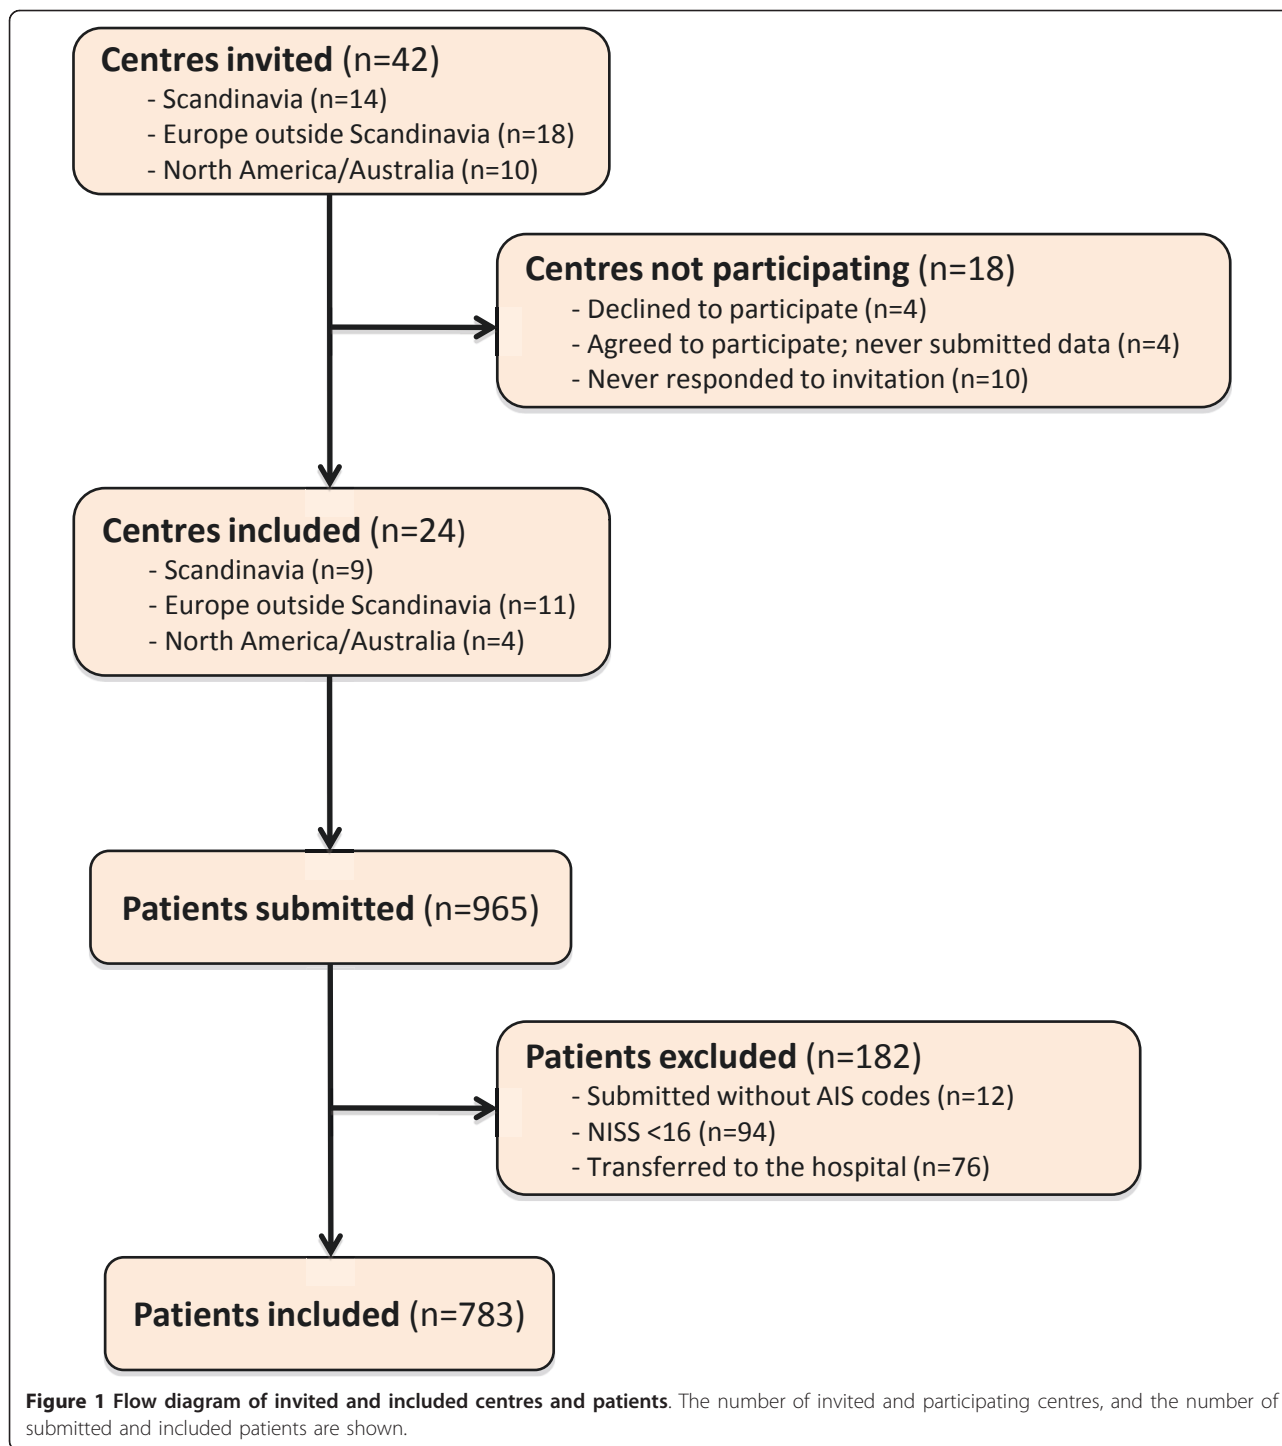 Centres invited (n=42)
- Scandinavia (n=14)
- Europe outside Scandinavia (n=18)
- North America/Australia (n=10)
Centres not participating (n=18)
- Declined to participate (n=4)
- Agreed to participate; never submitted data (n=4)
- Never responded to invitation (n=10)
Centres included (n=24)
- Scandinavia (n=9)
- Europe outside Scandinavia (n=11)
- North America/Australia (n=4)
Patients submitted (n=965)
Patients excluded (n=182)
- Submitted without AIS codes (n=12)
- NISS <16 (n=94)
- Transferred to the hospital (n=76)
Patients included (n=783)
Figure 1 Flow diagram of invited and included centres and patients. The number of invited and participating centres, and the number of
submitted and included patients are shown.